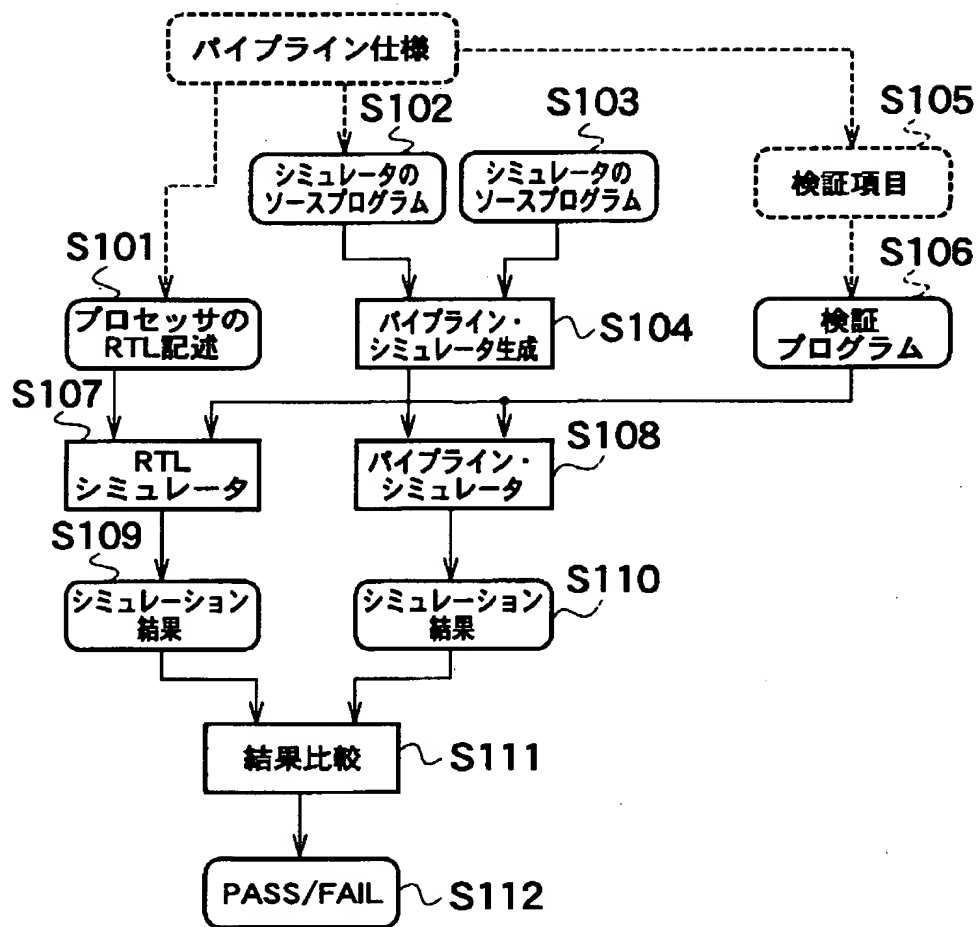 パイプライン仕様
S102
S103
S105
シミュレータの
ソースプログラム
シミュレータの
ソースプログラム
検証項目
S101
S106
プロセッサの
RTL記述
パイプライン・
シミュレータ生成
S104
検証
プログラム
S107
S108
RTL
シミュレータ
パイプライン・
シミュレータ
S109
S110
シミュレーション
結果
シミュレーション
結果
結果比較
S111
PASS/FAIL
S112